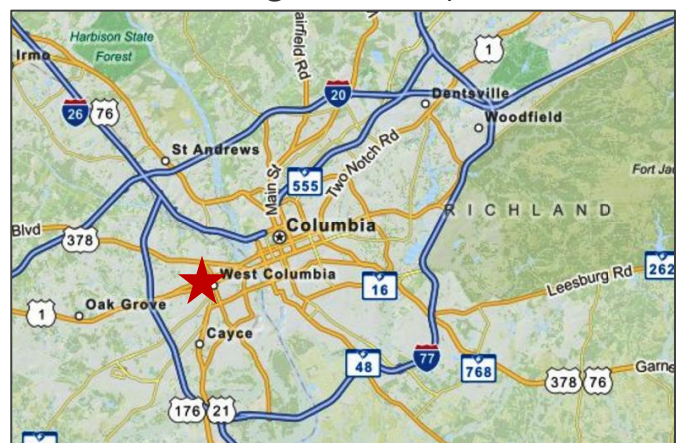 Harbison State
Forest
Irmo
airfield Rd
1
20
Dentsville
26 76
Woodfield
St Andrews
Two Notch Rd
Main St
555
Fort Ja
RICHLAND
Columbia
Blvd
378
West Columbia
262
Leesburg Rd
16
Oak Grove
1
Cayce
77
48
768
378 76
Garne
176 21